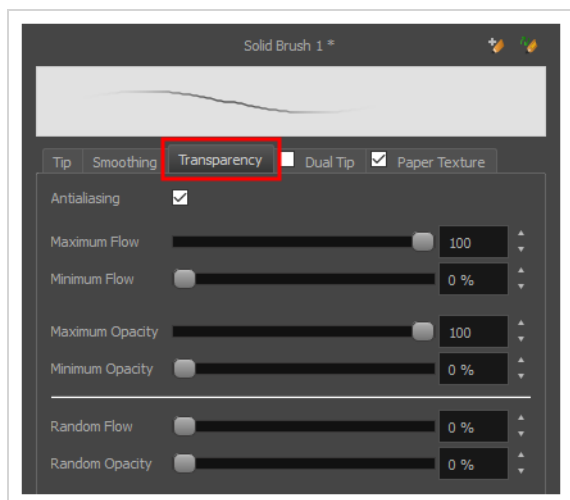 Solid Brush 1 *
Tip Smoothing Transparency Dual Tip Paper Texture
Antialiasing
Maximum Flow 100
Minimum Flow 0 %
Maximum Opacity 100
Minimum Opacity 0 %
Random Flow 0 %
Random Opacity 0 %